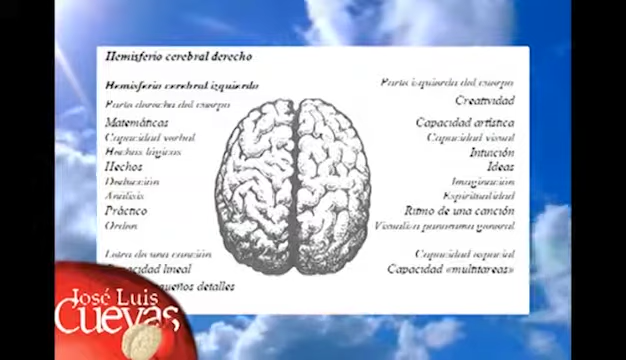 Hemisferio cerebral derecho
Hemisferio cerebral izquierdo
Parte derecha del cuerpo
Matemáticas
Capacidad verbal
Hechos lógicos
Hechos
Deducción
Análisis
Práctico
Orden
Letra de una canción
lineal
detalles
Parte izquierda del cuerpo
Creatividad
Capacidad artística
Capacidad visual
Intuición
Ideas
Imaginación
Espiritualidad
Ritmo de una canción
Visualiza panorama general
Capacidad espacial
Capacidad «multitareas»
José Luis
Cuevas